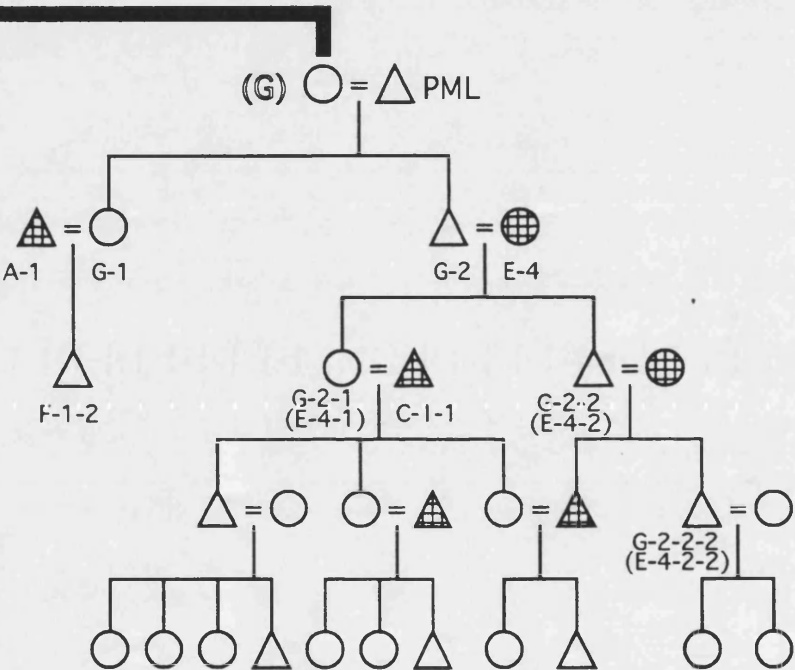 (G) = PML
= =
A-1 G-1 G-2 E-4
= =
F-1-2 G-2-1 C-1-1 G-2-2
(E-4-1) (E-4-2)
= = = =
G-2-2-2
(E-4-2-2)